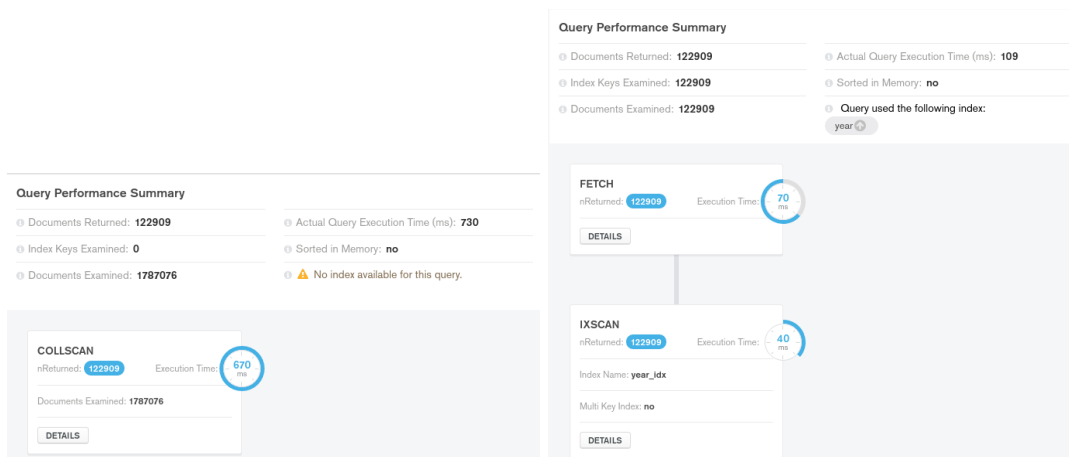 Query Performance Summary
Documents Returned: 122909
Actual Query Execution Time (ms): 730
Index Keys Examined: 0
Sorted in Memory: no
Documents Examined: 1787076
No index available for this query.
COLLSCAN
nReturned: 122909
Execution Time:
670
ms
Documents Examined: 1787076
DETAILS
Query Performance Summary
Documents Returned: 122909
Actual Query Execution Time (ms): 109
Index Keys Examined: 122909
Sorted in Memory: no
Documents Examined: 122909
Query used the following index:
year
FETCH
nReturned: 122909
Execution Time:
70
ms
DETAILS
IXSCAN
nReturned: 122909
Execution Time:
40
ms
Index Name: year_idx
Multi Key Index: no
DETAILS